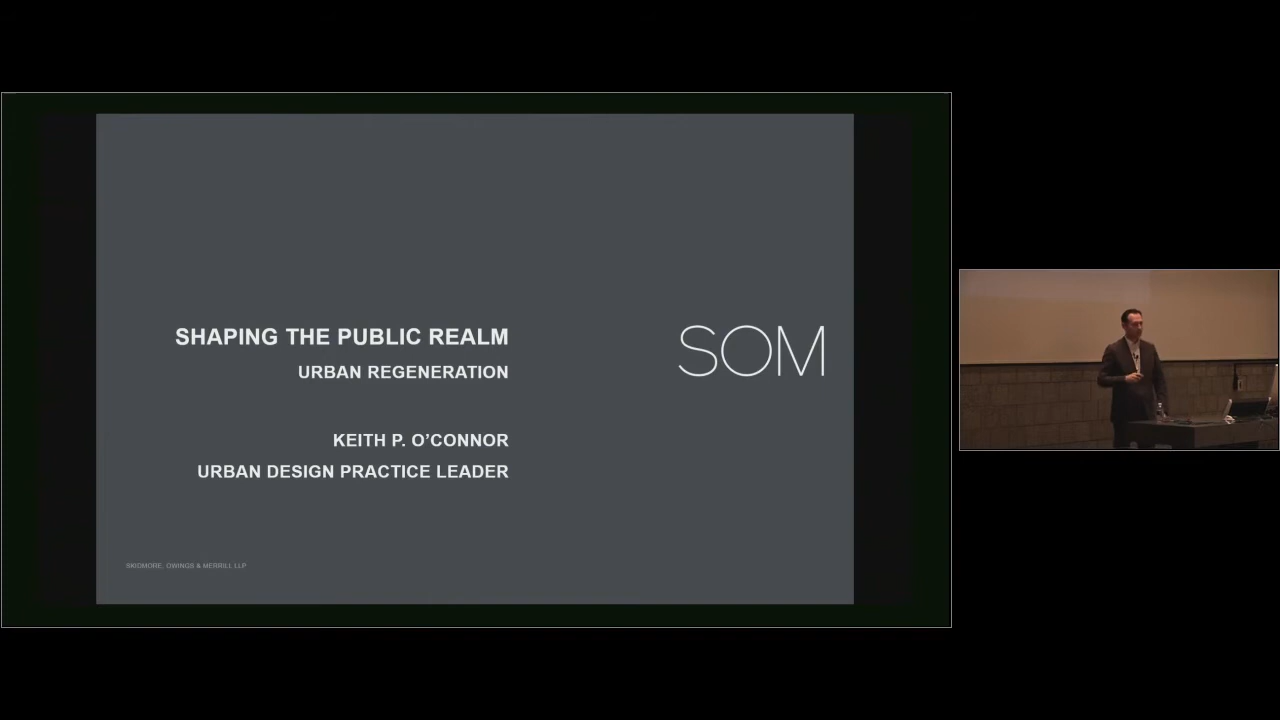 SHAPING THE PUBLIC REALM
URBAN REGENERATION
SOM
KEITH P. O’CONNOR
URBAN DESIGN PRACTICE LEADER
SKIDMORE, OWINGS & MERRILL LLP